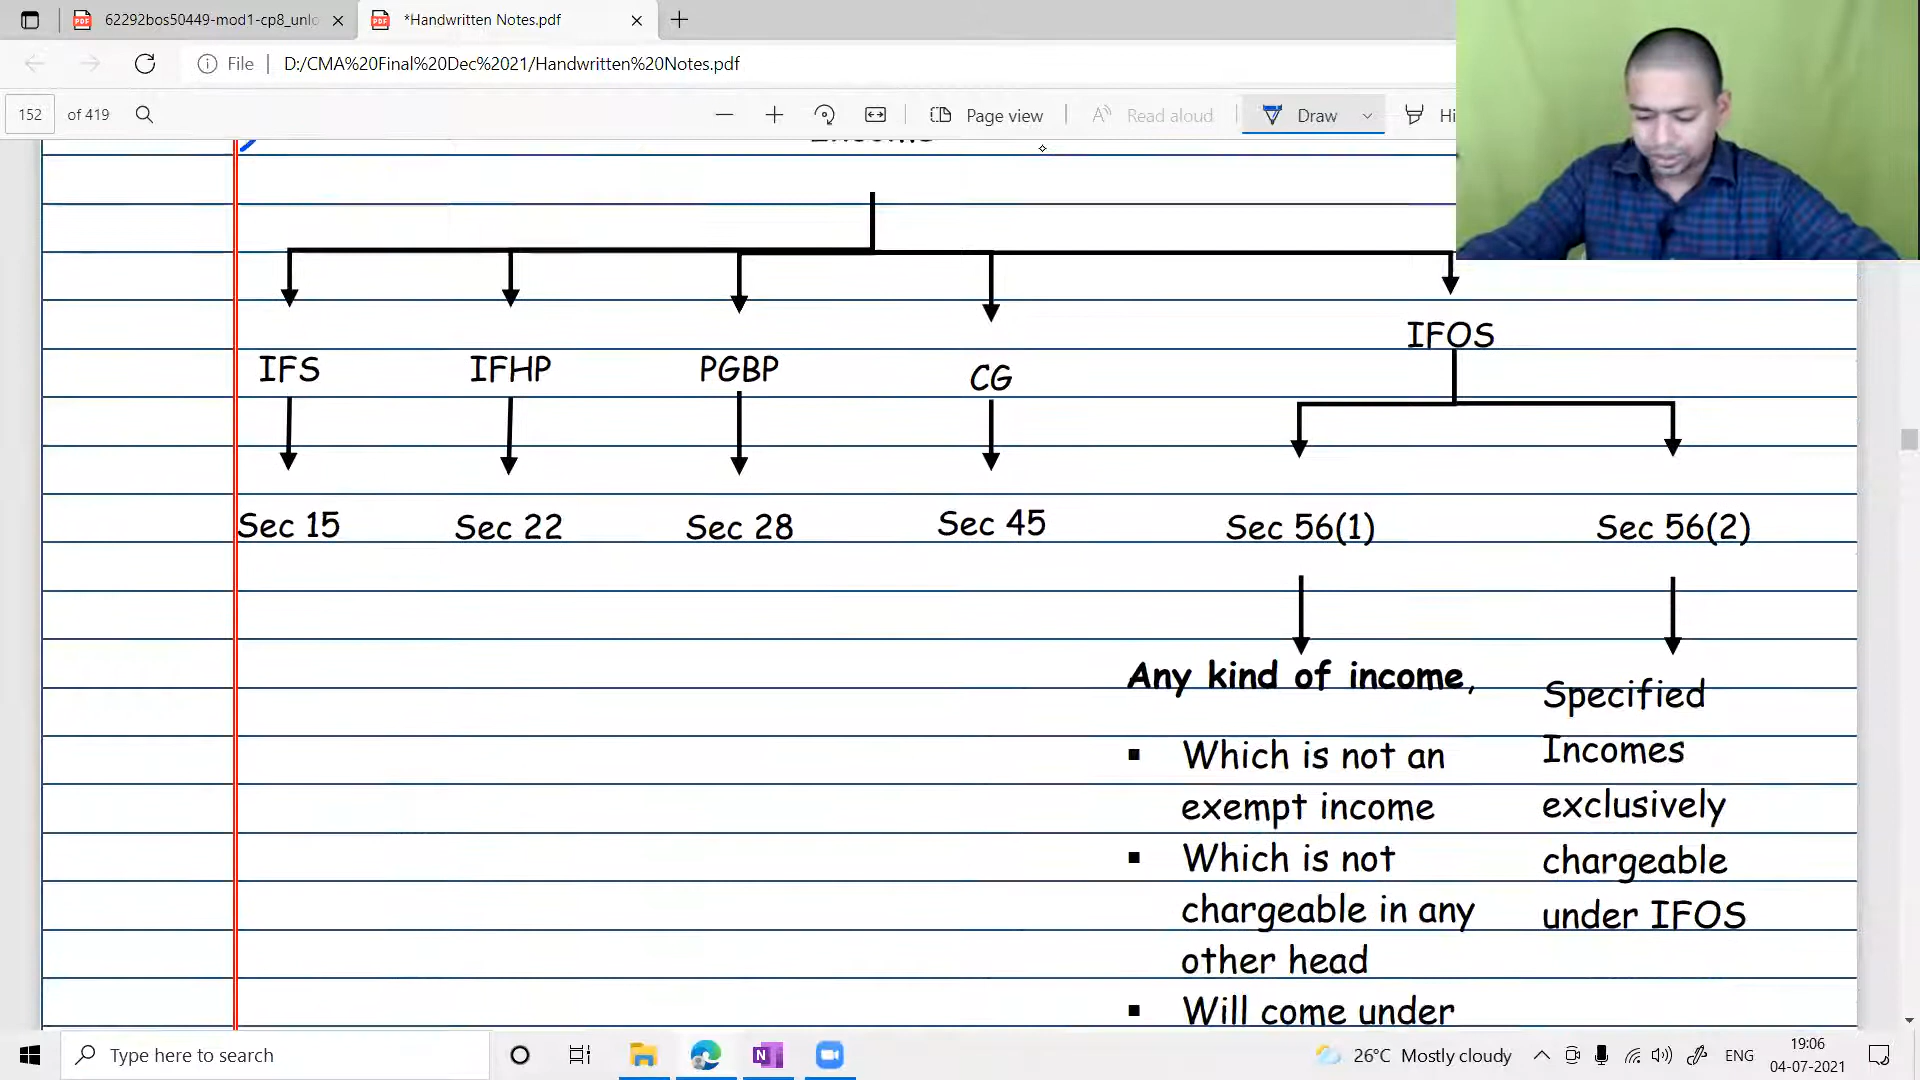 62292bos50449-mod1-cp8_unlo
*Handwritten Notes.pdf
File
D:/CMA%20Final%20Dec%2021/Handwritten%20Notes.pdf
152 of 419
Page view
Read aloud
Draw
Hi
IFOS
IFS IFHP PGBP CG
Sec 15 Sec 22 Sec 28 Sec 45 Sec 56(1) Sec 56(2)
Any kind of income,
▪ Which is not an
exempt income
▪ Which is not
chargeable in any
other head
▪ Will come under
Specified
Incomes
exclusively
chargeable
under IFOS
Type here to search
26°C Mostly cloudy
ENG
19:06
04-07-2021